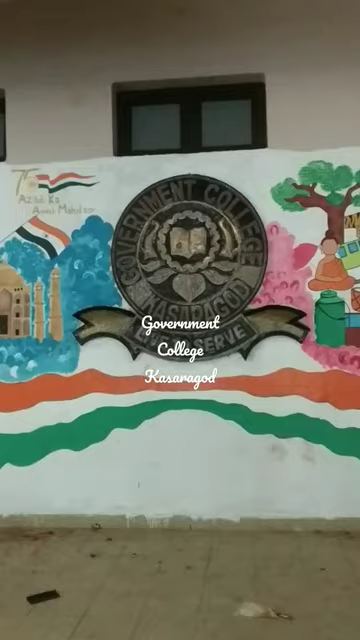 Azadi Ka
Amrit Mahotsav
GOVERNMENT COLLEGE
KASARAGOD
SERVE
Government
College
Kasaragod